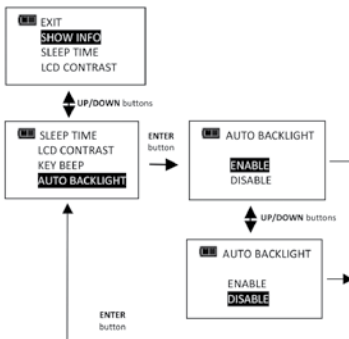 EXIT
SHOW INFO
SLEEP TIME
LCD CONTRAST
UP/DOWN buttons
SLEEP TIME
LCD CONTRAST
KEY BEEP
AUTO BACKLIGHT
ENTER
button
AUTO BACKLIGHT
ENABLE
DISABLE
UP/DOWN buttons
AUTO BACKLIGHT
ENABLE
DISABLE
ENTER
button